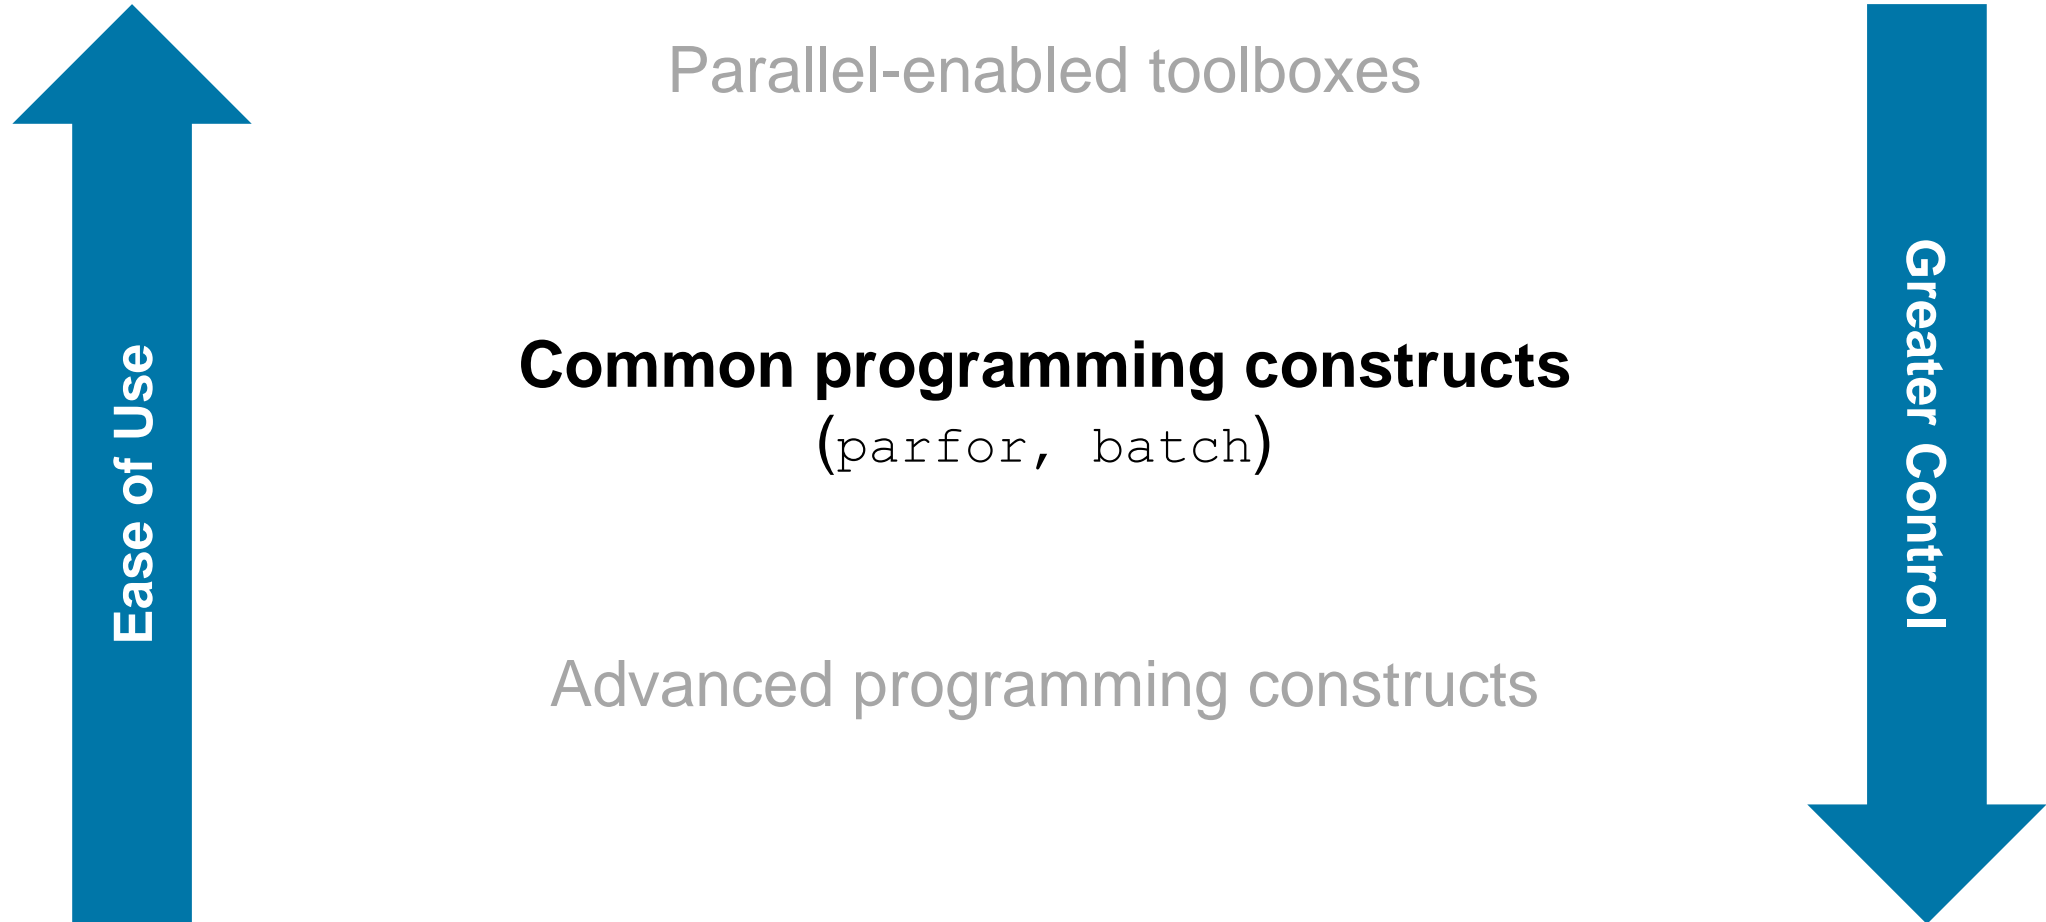 Parallel-enabled toolboxes
Ease of Use
Common programming constructs
(parfor, batch)
Greater Control
Advanced programming constructs